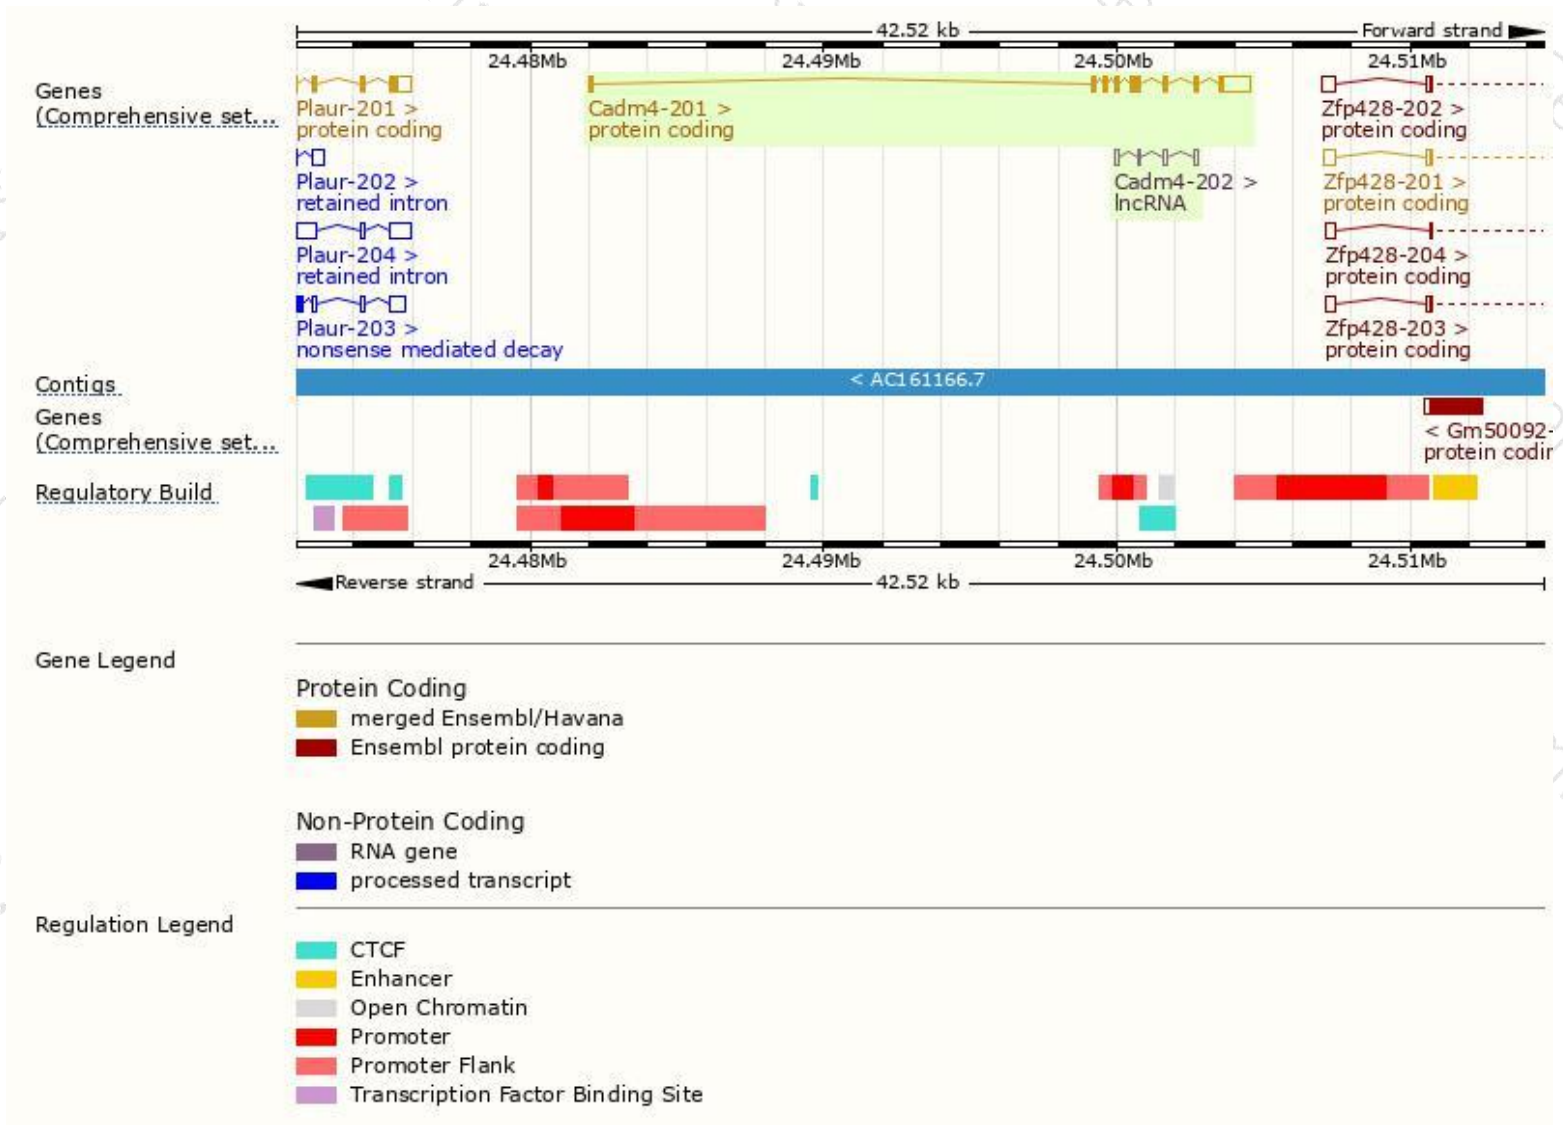 42.52 kb
Forward strand
24.48Mb 24.49Mb 24.50Mb 24.51Mb
Genes
(Comprehensive set...
Plaur-201 >
protein coding
Cadm4-201 >
protein coding
Zfp428-202 >
protein coding
Plaur-202 >
retained intron
Cadm4-202 >
lncRNA
Zfp428-201 >
protein coding
Plaur-204 >
retained intron
Zfp428-204 >
protein coding
Plaur-203 >
nonsense mediated decay
Zfp428-203 >
protein coding
Contigs
< AC161166.7
Genes
(Comprehensive set...
< Gm50092-
protein codin
Regulatory Build
24.48Mb 24.49Mb 24.50Mb 24.51Mb
Reverse strand
42.52 kb
Gene Legend
Protein Coding
merged Ensembl/Havana
Ensembl protein coding
Non-Protein Coding
RNA gene
processed transcript
Regulation Legend
CTCF
Enhancer
Open Chromatin
Promoter
Promoter Flank
Transcription Factor Binding Site